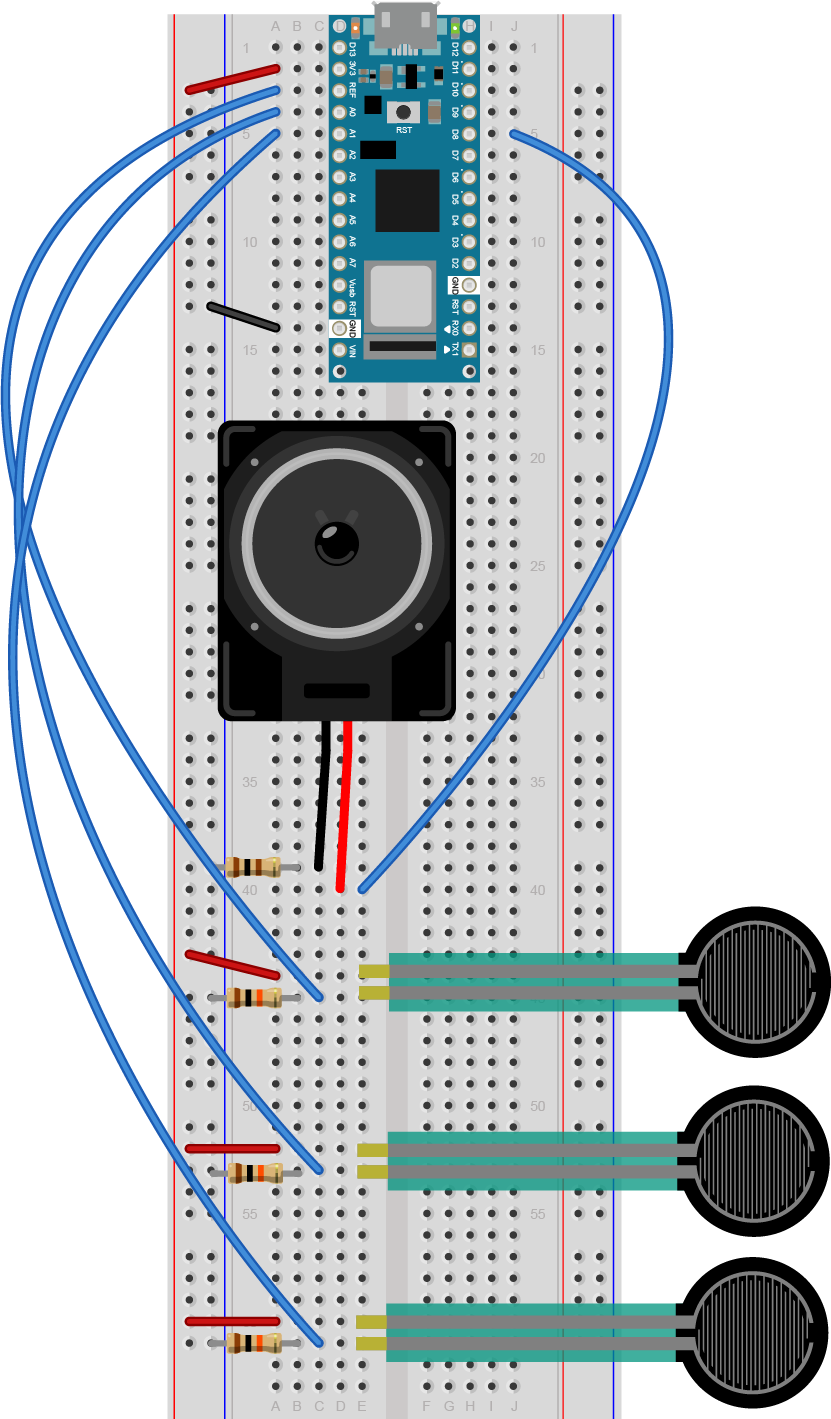 A B C D H I J
1 1
D13 D12
3V3 D11
REF D10
A0 D9
RST
5 A1 D8 5
A2 D7
A3 D6
A4 D5
A5 D4
10 A6 D3 10
A7 D2
Vusb GND
RST RST
GND RX0
15 VIN TX1 15
20
25
35 35
40 40
50 50
55 55
A B C D E F G H I J